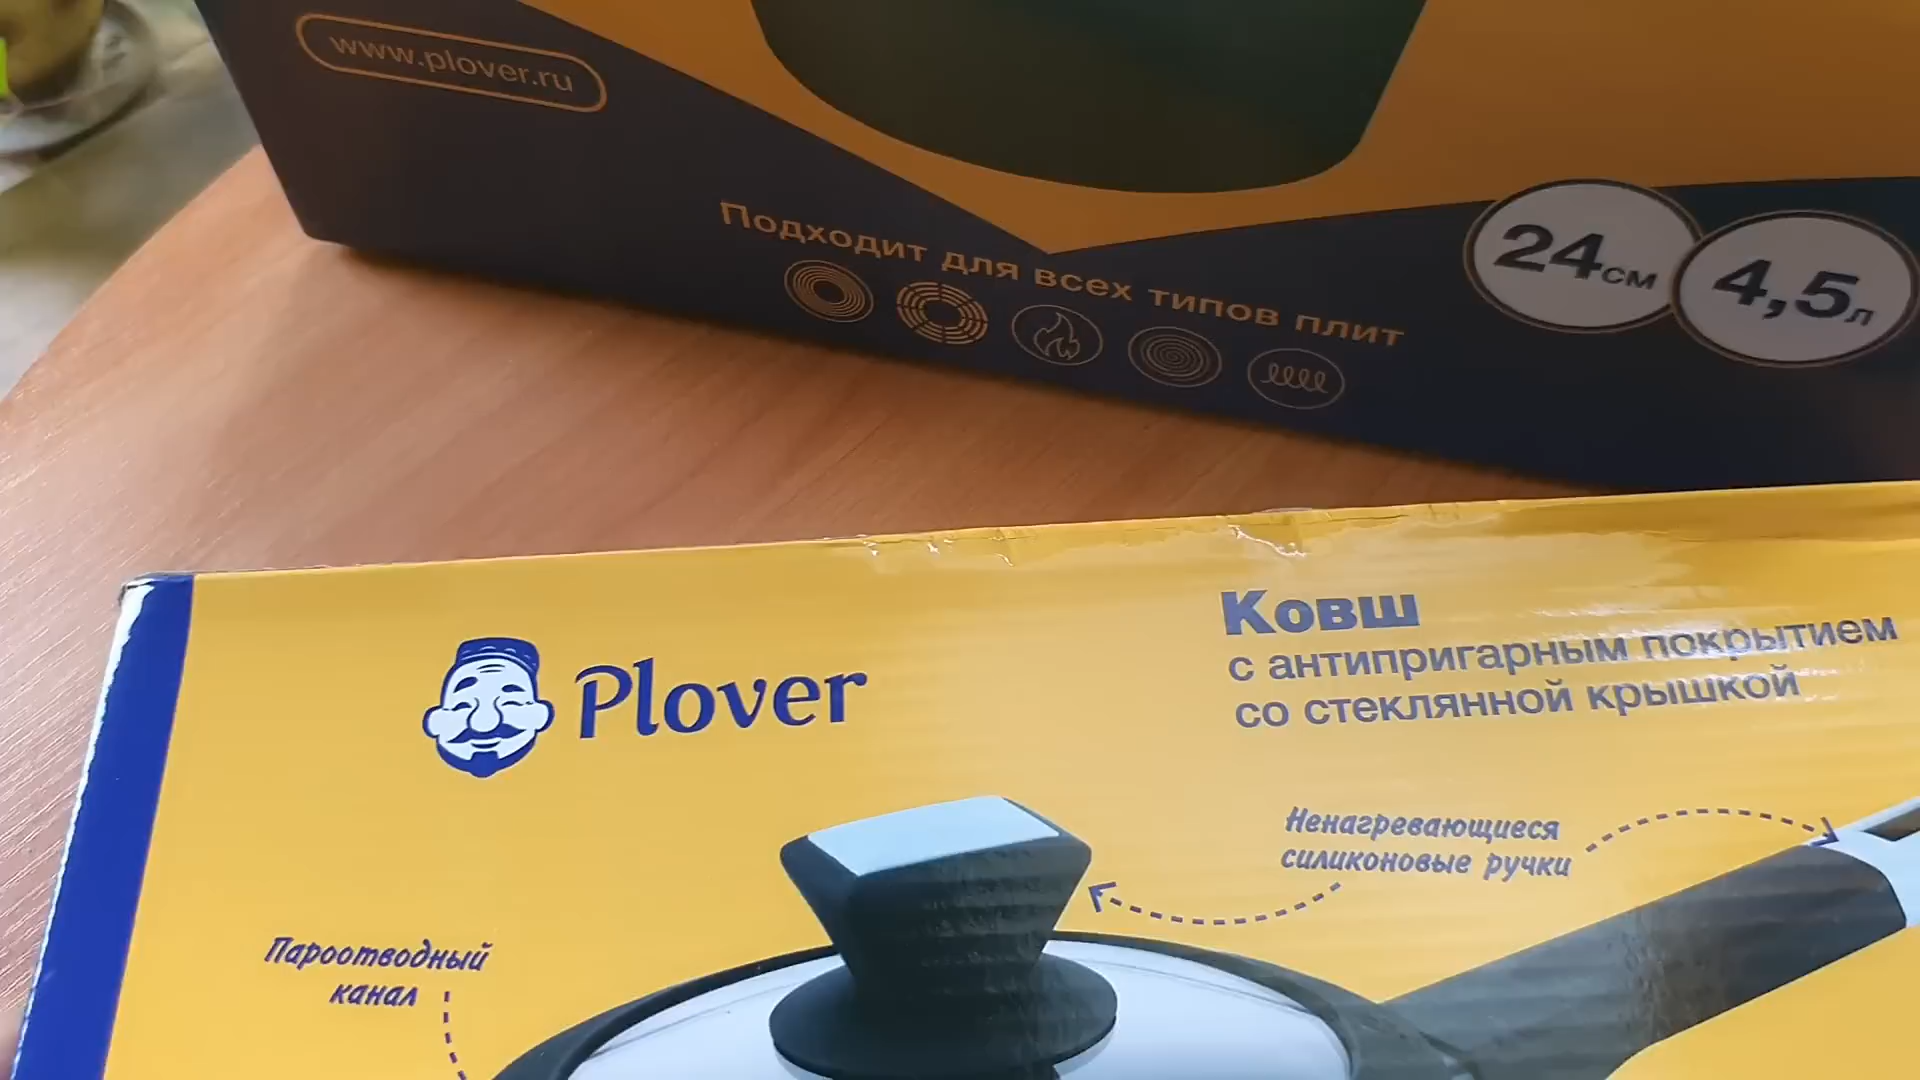 www.plover.ru
Подходит для всех типов плит
24см
4,5л
Plover
Ковш
с антипригарным покрытием
со стеклянной крышкой
Ненагревающиеся
силиконовые ручки
Пароотводный
канал